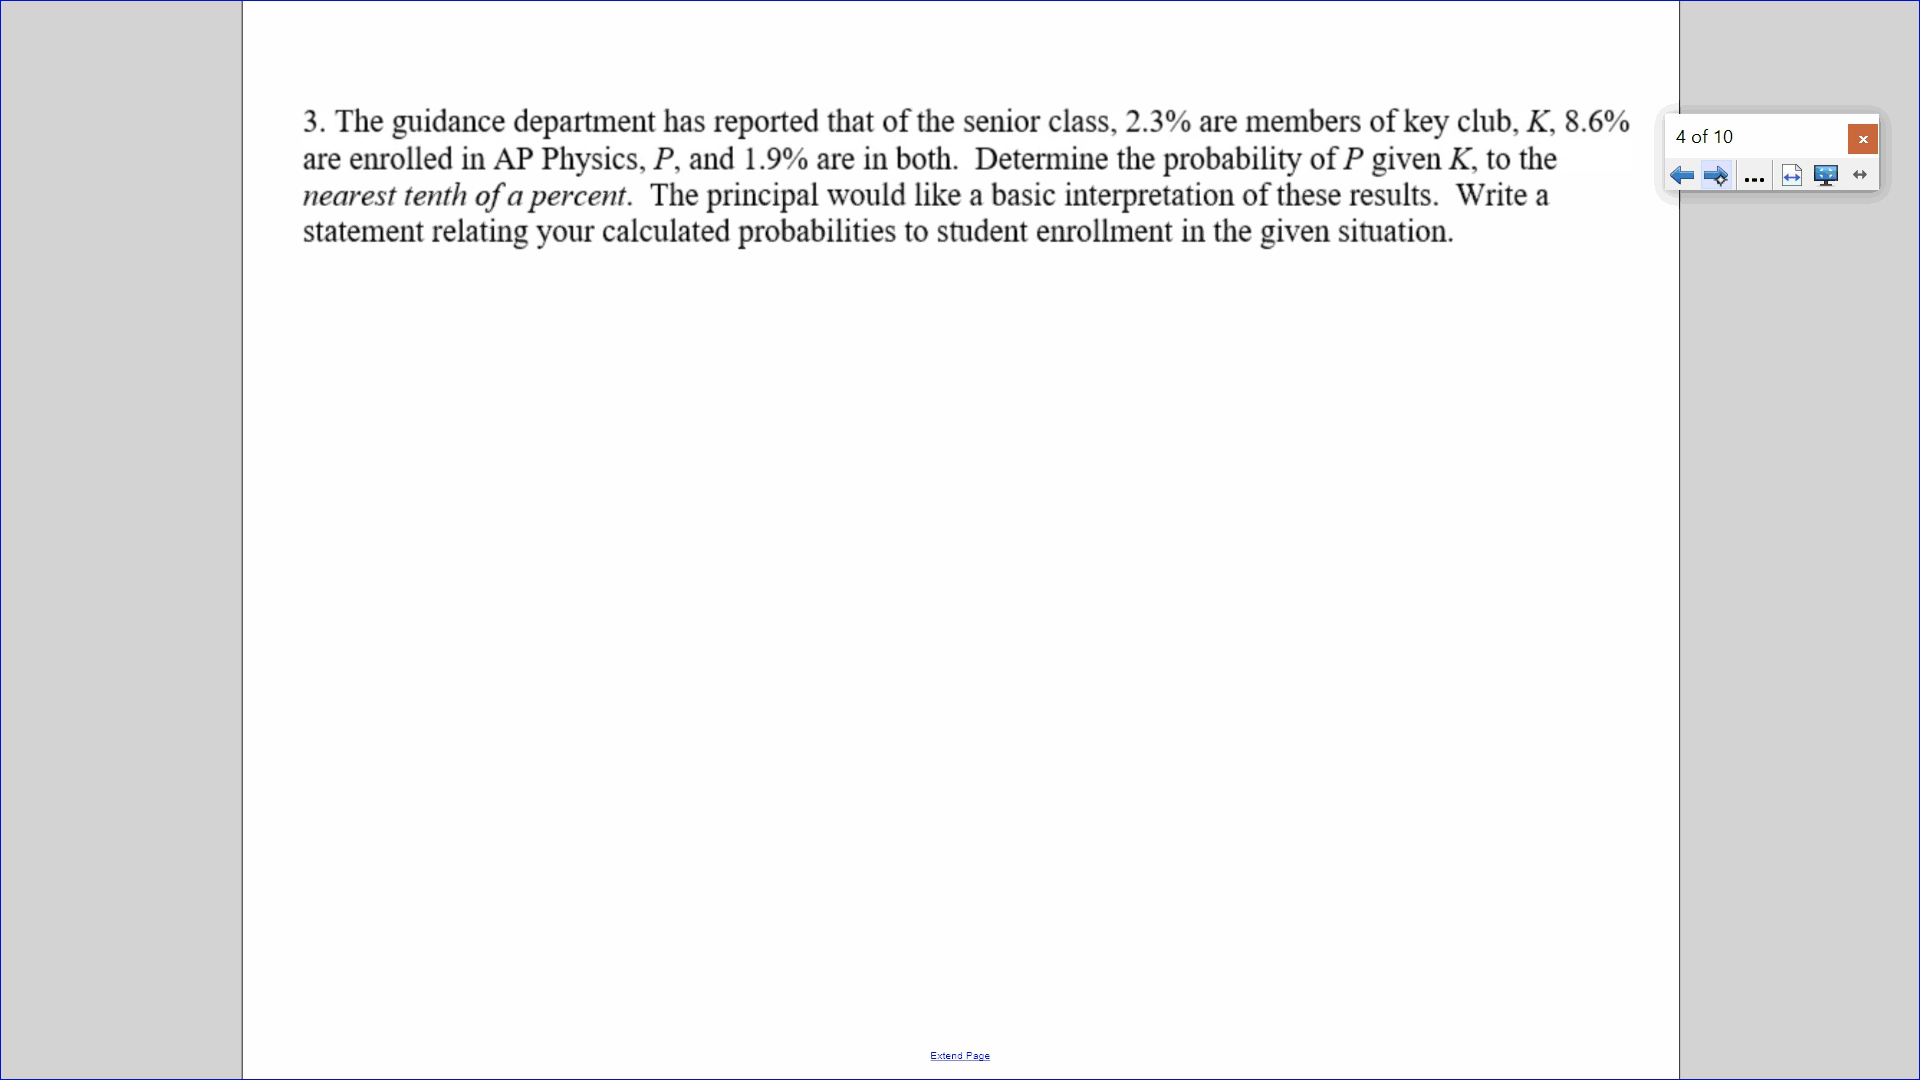 3. The guidance department has reported that of the senior class, 2.3% are members of key club, K, 8.6%
are enrolled in AP Physics, P, and 1.9% are in both. Determine the probability of P given K, to the
nearest tenth of a percent. The principal would like a basic interpretation of these results. Write a
statement relating your calculated probabilities to student enrollment in the given situation.
4 of 10
Extend Page